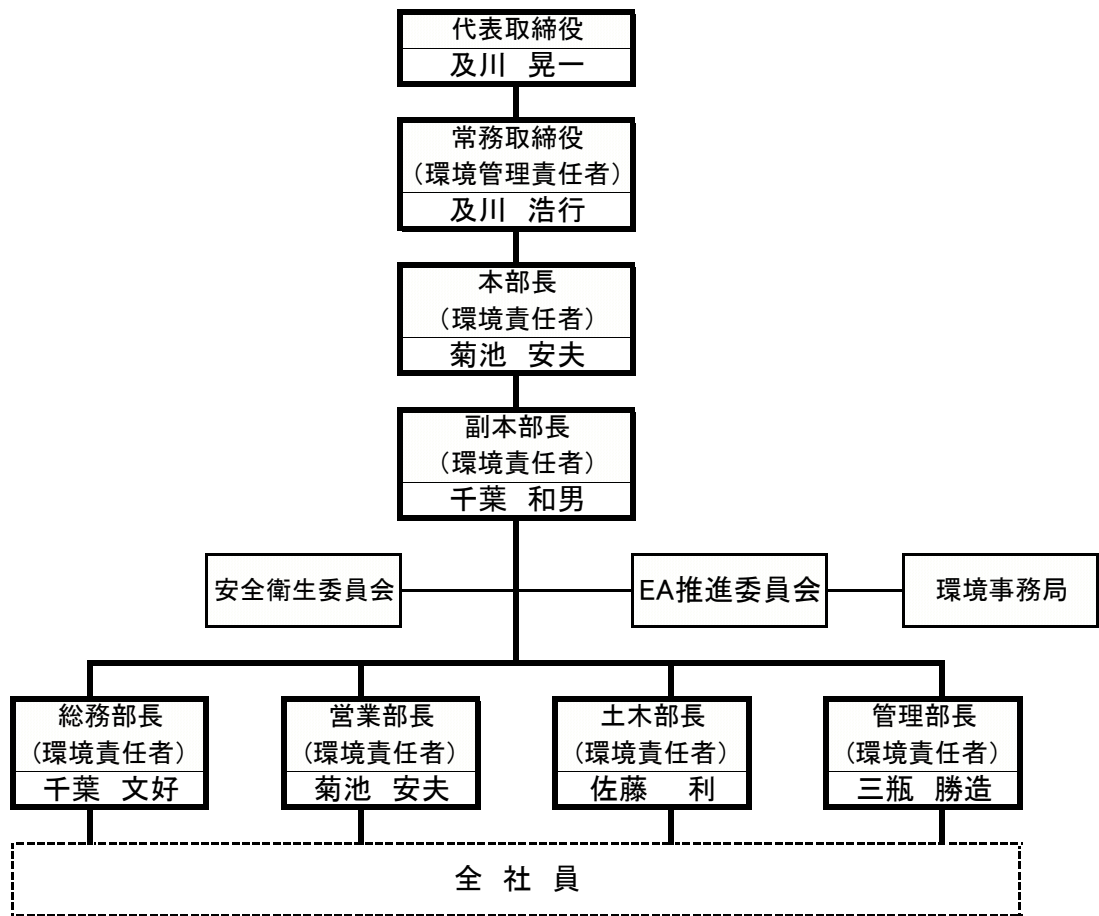 代表取締役
及川 晃一
常務取締役
（環境管理責任者）
及川 浩行
本部長
（環境責任者）
菊池 安夫
副本部長
（環境責任者）
千葉 和男
安全衛生委員会
EA推進委員会
環境事務局
総務部長
（環境責任者）
千葉 文好
営業部長
（環境責任者）
菊池 安夫
土木部長
（環境責任者）
佐藤 利
管理部長
（環境責任者）
三瓶 勝造
全 社 員